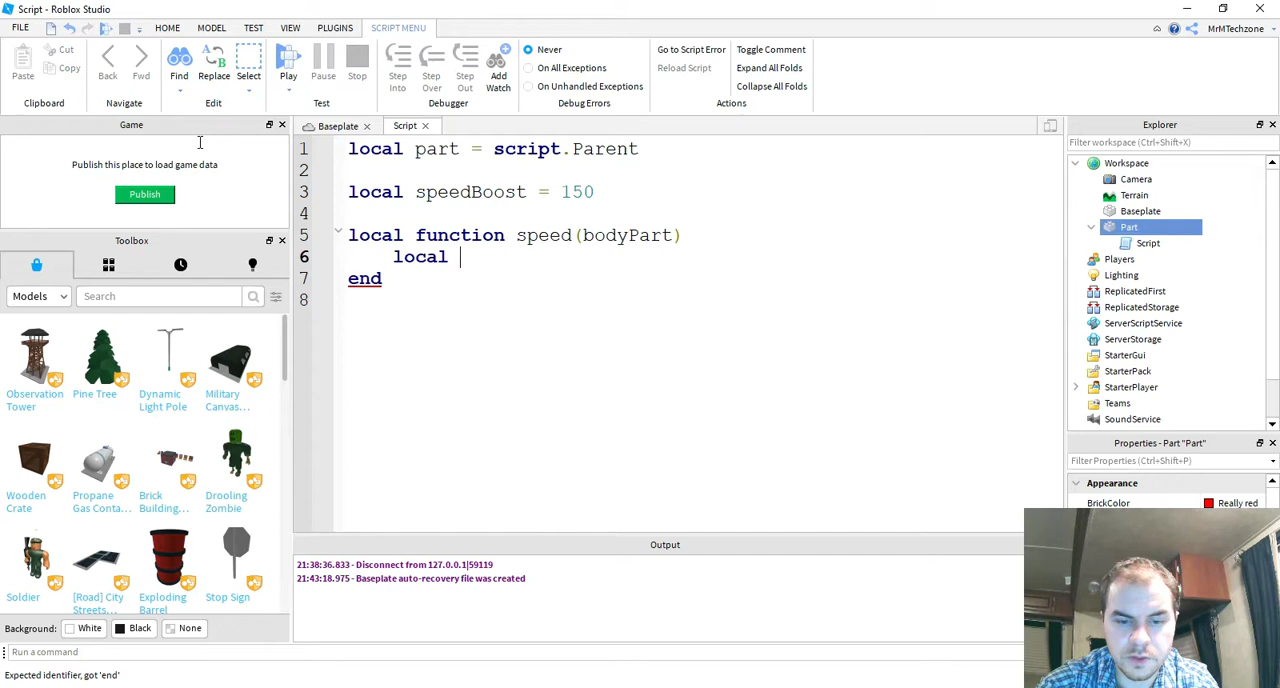 Script - Roblox Studio
FILE HOME MODEL TEST VIEW PLUGINS SCRIPT MENU MrMTechzone
Paste Cut Copy
Clipboard
Back Fwd
Navigate
Find Replace Select
Edit
Play Pause Stop
Test
Step Into Step Over Step Out Add Watch
Debugger
Never
On All Exceptions
On Unhandled Exceptions
Debug Errors
Go to Script Error Toggle Comment
Reload Script Expand All Folds
Collapse All Folds
Actions
Game
Publish this place to load game data
Publish
Toolbox
Models Search
Observation Tower
Pine Tree
Dynamic Light Pole
Military Canvas...
Wooden Crate
Propane Gas Conta...
Brick Building...
Drooling Zombie
Soldier
[Road] City Streets...
Exploding Barrel
Stop Sign
Background: White Black None
Baseplate Script
1 local part = script.Parent
2
3 local speedBoost = 150
4
5 local function speed(bodyPart)
6 local
7 end
8
Output
21:38:36.833 - Disconnect from 127.0.0.1|59119
21:43:18.975 - Baseplate auto-recovery file was created
Explorer
Filter workspace (Ctrl+Shift+X)
Workspace
Camera
Terrain
Baseplate
Part
Script
Players
Lighting
ReplicatedFirst
ReplicatedStorage
ServerScriptService
ServerStorage
StarterGui
StarterPack
StarterPlayer
Teams
SoundService
Properties - Part "Part"
Filter Properties (Ctrl+Shift+P)
Appearance
BrickColor Really red
Run a command
Expected identifier, got 'end'